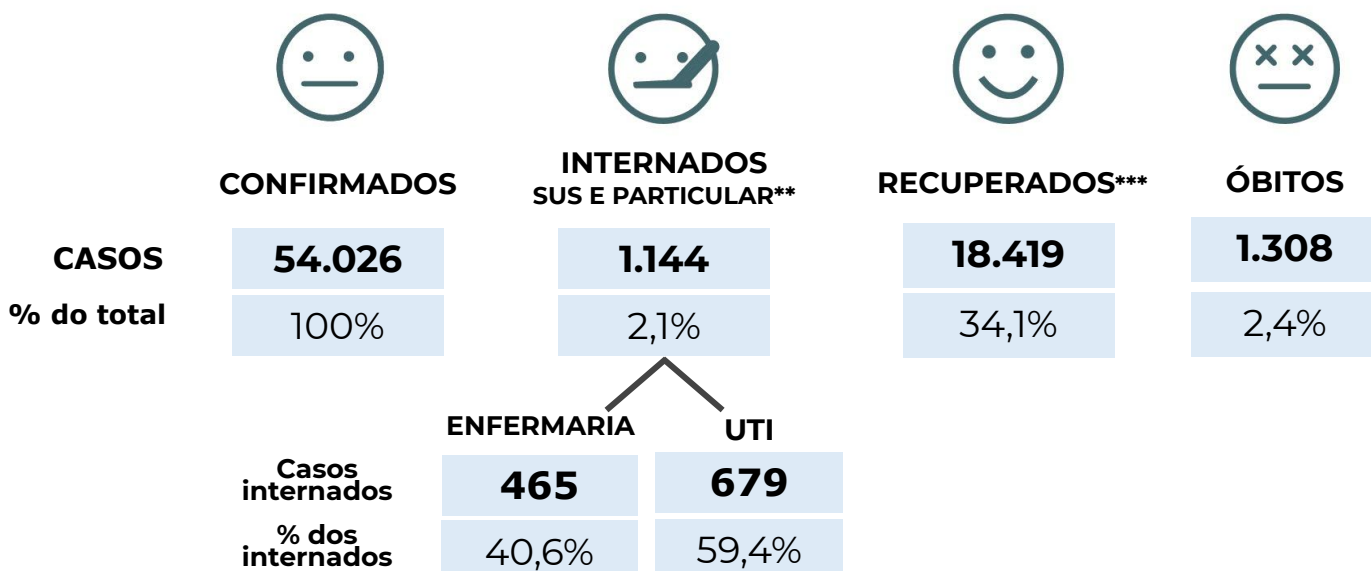 CONFIRMADOS
INTERNADOS
SUS E PARTICULAR**
RECUPERADOS***
ÓBITOS
CASOS
54.026
1.144
18.419
1.308
% do total
100%
2,1%
34,1%
2,4%
ENFERMARIA
UTI
Casos
internados
465
679
% dos
internados
40,6%
59,4%